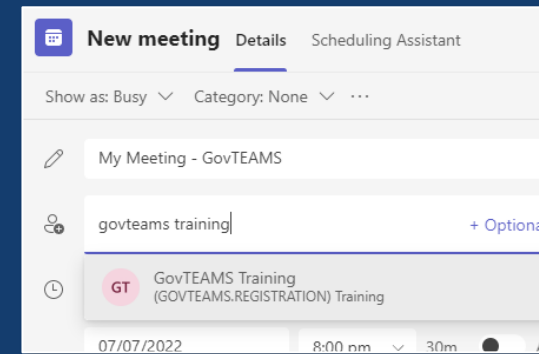 New meeting Details Scheduling Assistant
Show as: Busy Category: None ...
My Meeting - GovTEAMS
govteams training + Optiona
GT GovTEAMS Training
(GOVTEAMS.REGISTRATION) Training
07/07/2022 8:00 pm 30m